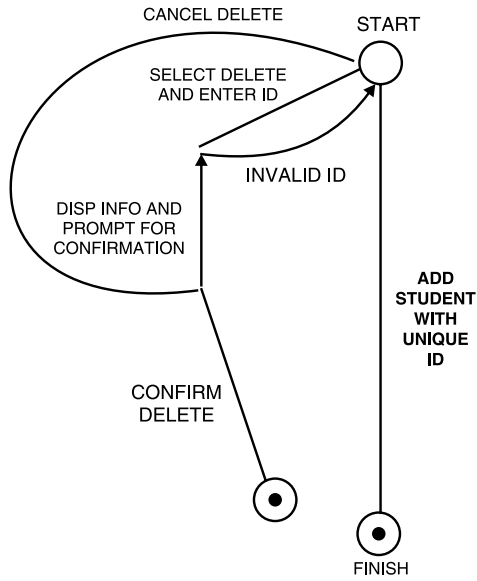 CANCEL DELETE
START
SELECT DELETE
AND ENTER ID
INVALID ID
DISP INFO AND
PROMPT FOR
CONFIRMATION
ADD
STUDENT
WITH
UNIQUE
ID
CONFIRM
DELETE
FINISH